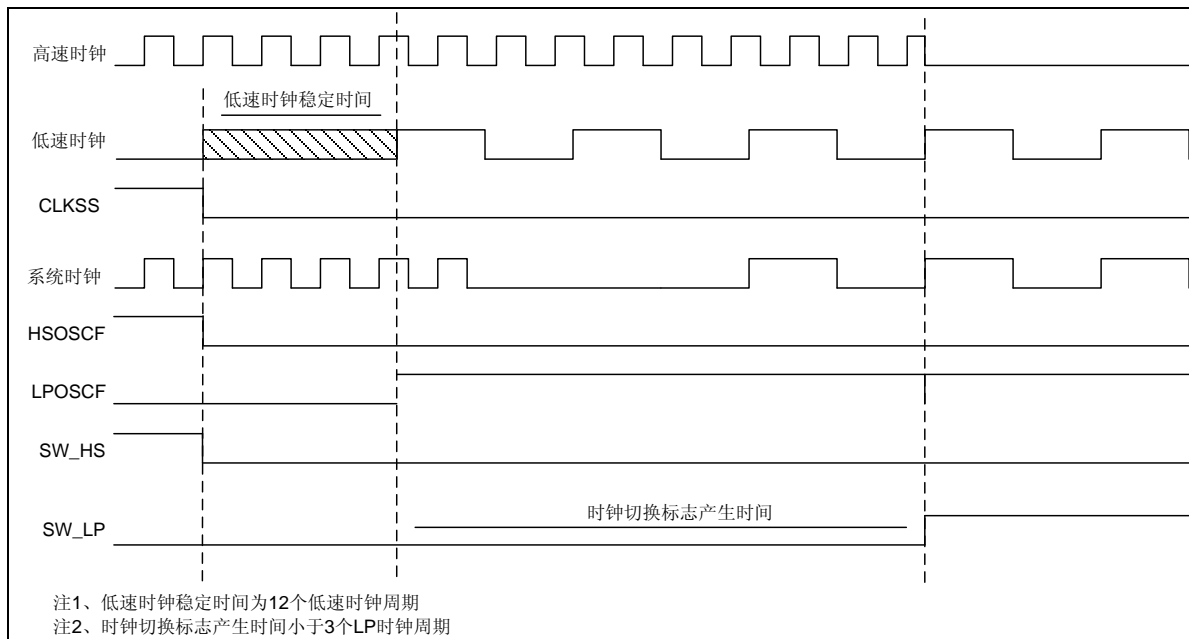 高速时钟
低速时钟稳定时间
低速时钟
CLKSS
系统时钟
HSOSCF
LPOSCF
SW_HS
时钟切换标志产生时间
SW_LP
注1、低速时钟稳定时间为12个低速时钟周期
注2、时钟切换标志产生时间小于3个LP时钟周期